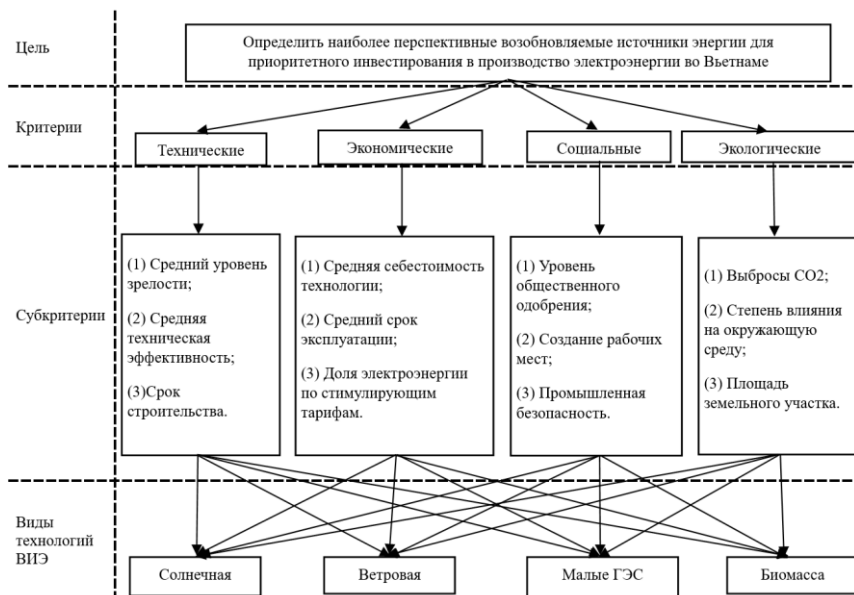 Цель
Определить наиболее перспективные возобновляемые источники энергии для
приоритетного инвестирования в производство электроэнергии во Вьетнаме
Критерии
Технические
Экономические
Социальные
Экологические
Субкритерии
(1) Средний уровень
зрелости;
(2) Средняя
техническая
эффективность;
(3)Срок
строительства.
(1) Средняя себестоимость
технологии;
(2) Средний срок
эксплуатации;
(3) Доля электроэнергии
по стимулирующим
тарифам.
(1) Уровень
общественного
одобрения;
(2) Создание рабочих
мест;
(3) Промышленная
безопасность.
(1) Выбросы CO2;
(2) Степень влияния
на окружающую
среду;
(3) Площадь
земельного участка.
Виды
технологий
ВИЭ
Солнечная
Ветровая
Малые ГЭС
Биомасса